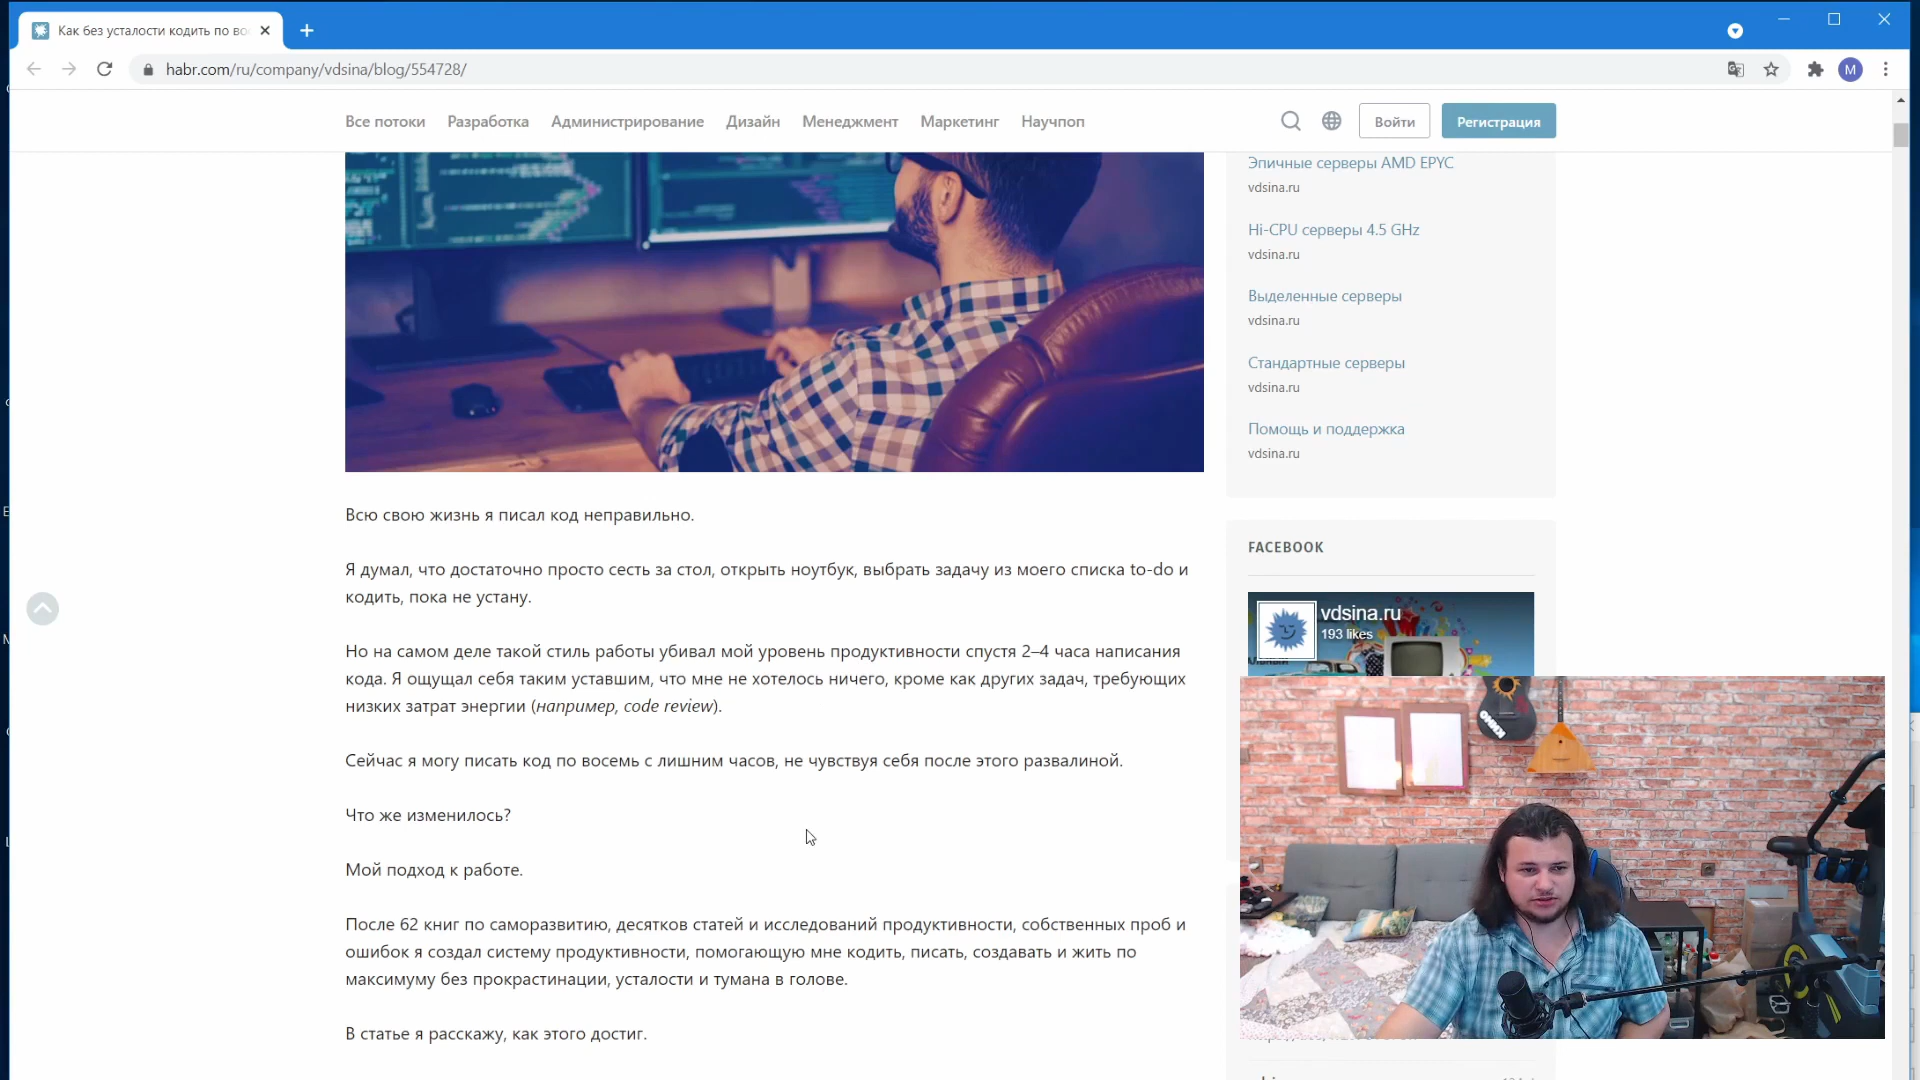 Как без усталости кодить по во
habr.com/ru/company/vdsina/blog/554728/
M
Все потоки Разработка Администрирование Дизайн Менеджмент Маркетинг Научпоп
Войти Регистрация
Эпичные серверы AMD EPYC
vdsina.ru
Hi-CPU серверы 4.5 GHz
vdsina.ru
Выделенные серверы
vdsina.ru
Стандартные серверы
vdsina.ru
Помощь и поддержка
vdsina.ru
Всю свою жизнь я писал код неправильно.
Я думал, что достаточно просто сесть за стол, открыть ноутбук, выбрать задачу из моего списка to-do и
кодить, пока не устану.
Но на самом деле такой стиль работы убивал мой уровень продуктивности спустя 2–4 часа написания
кода. Я ощущал себя таким уставшим, что мне не хотелось ничего, кроме как других задач, требующих
низких затрат энергии (например, code review).
Сейчас я могу писать код по восемь с лишним часов, не чувствуя себя после этого развалиной.
Что же изменилось?
Мой подход к работе.
После 62 книг по саморазвитию, десятков статей и исследований продуктивности, собственных проб и
ошибок я создал систему продуктивности, помогающую мне кодить, писать, создавать и жить по
максимуму без прокрастинации, усталости и тумана в голове.
В статье я расскажу, как этого достиг.
FACEBOOK
vdsina.ru
193 likes